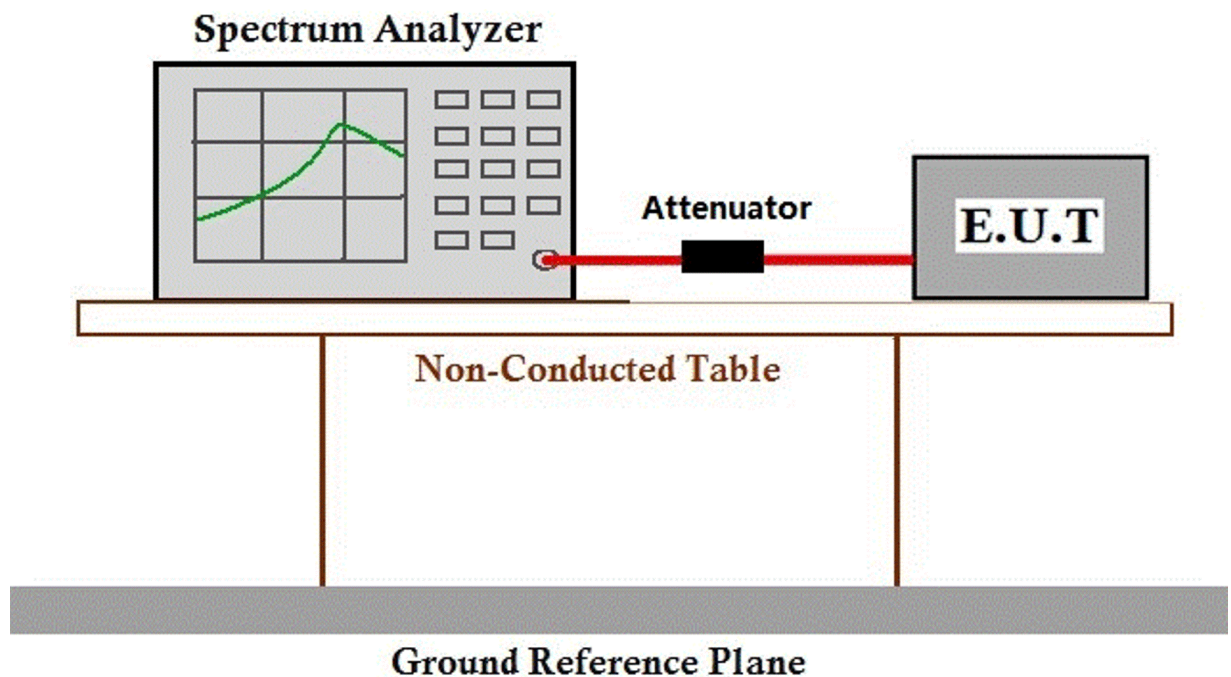 Spectrum Analyzer
Attenuator
E.U.T
Non-Conducted Table
Ground Reference Plane